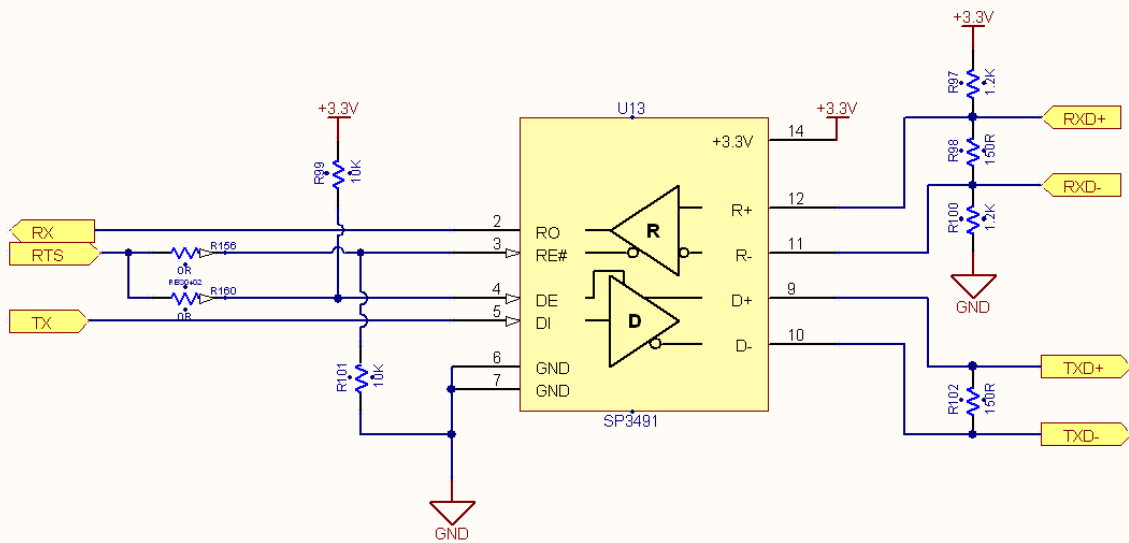 +3.3V
R97
1.2K
U13
+3.3V
+3.3V
+3.3V
14
RXD+
R98
150R
R99
10K
12
R+
RXD-
R100
1.2K
RX
2
RO
R
RTS
R156
3
RE#
11
R-
0R
GND
R160
4
DE
9
D+
0R
TX
5
DI
D
10
D-
6
GND
TXD+
R101
10K
7
GND
R102
150R
SP3491
TXD-
GND